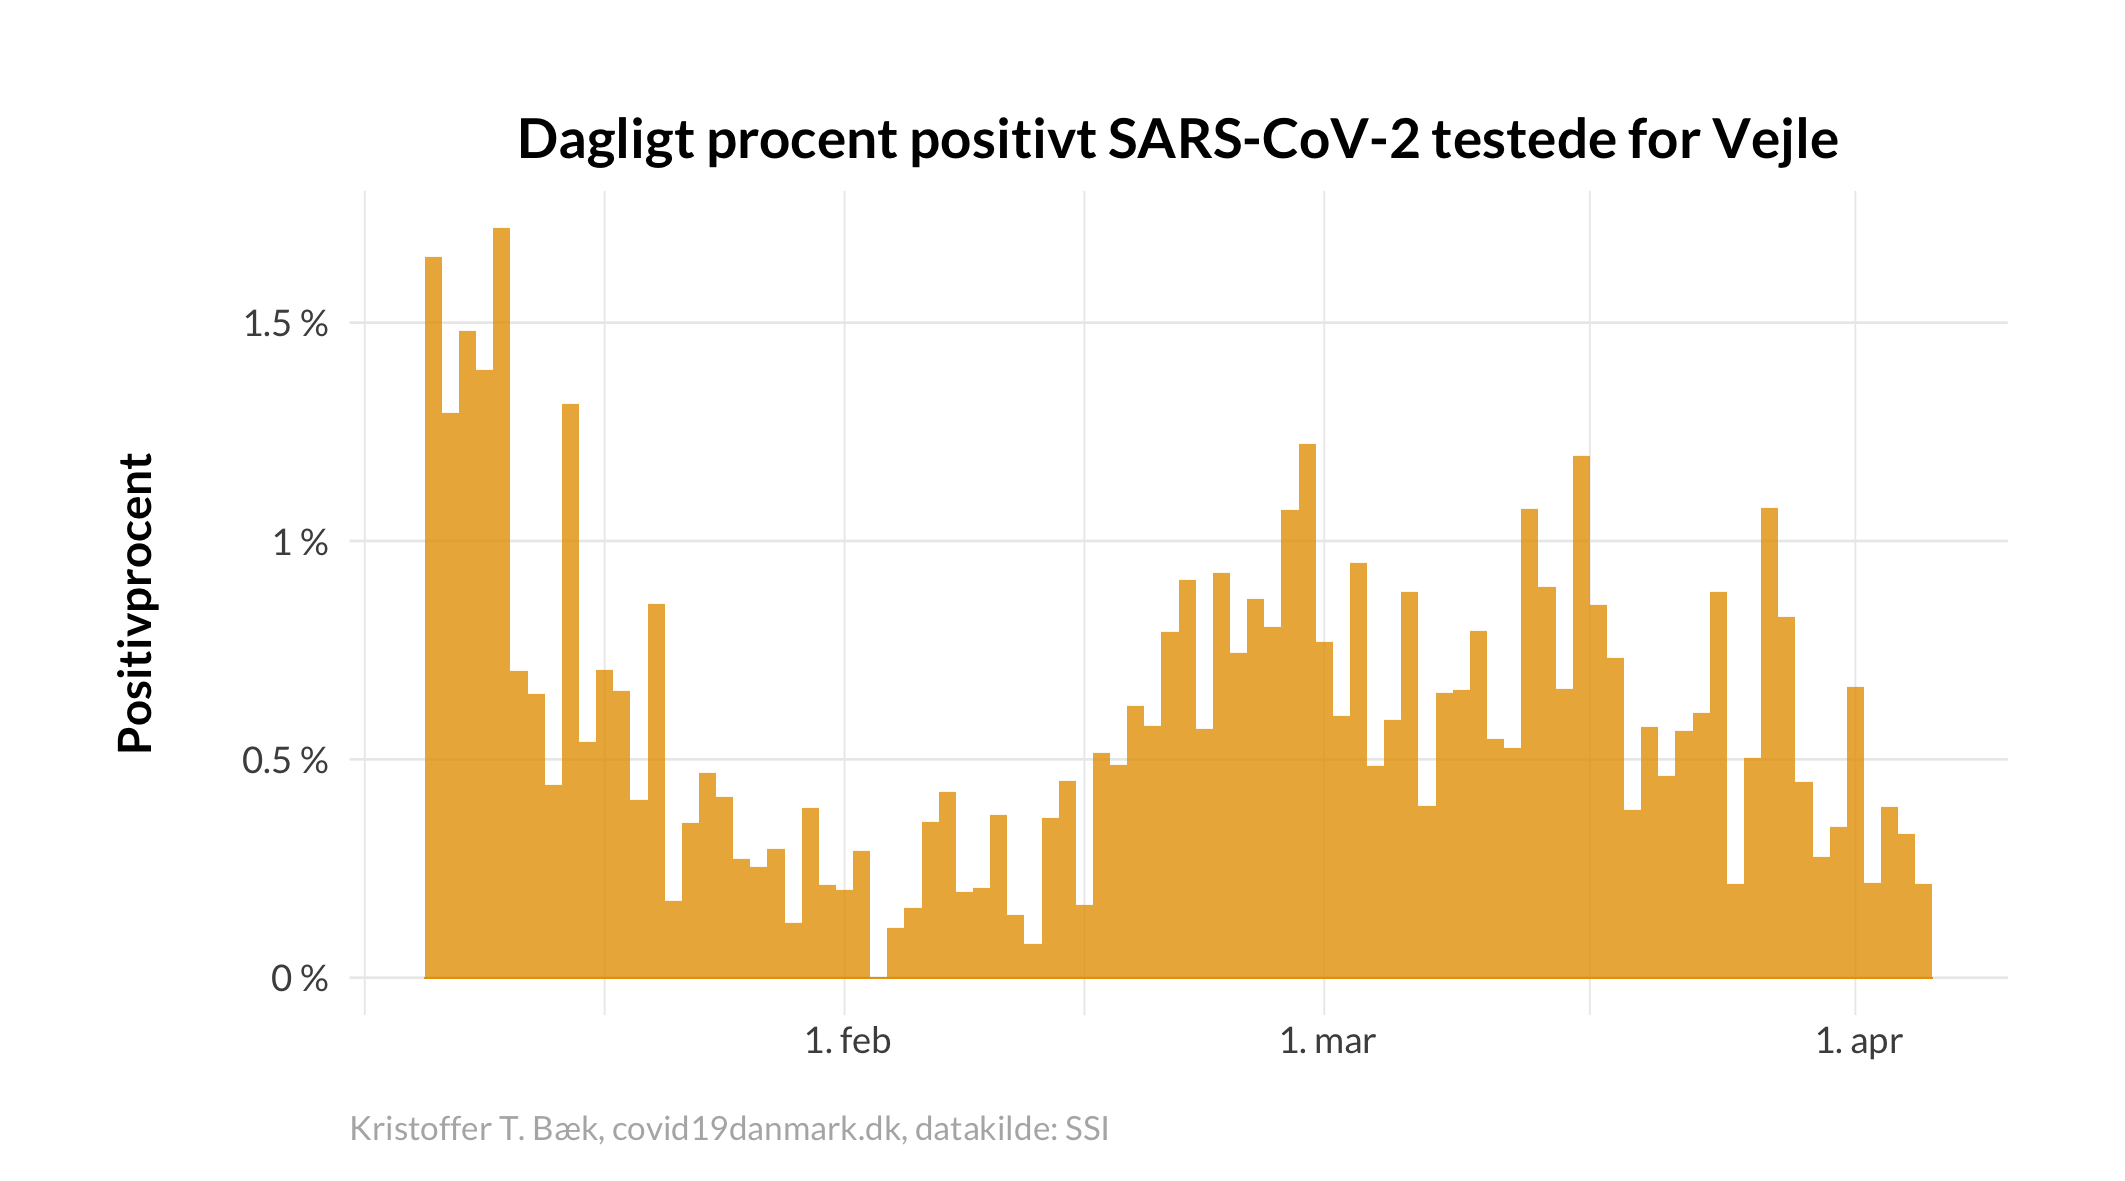 Dagligt procent positivt SARS-CoV-2 testede for Vejle
Positivprocent
1.5 %
1 %
0.5 %
0 %
1. feb
1. mar
1. apr
Kristoffer T. Bæk, covid19danmark.dk, datakilde: SSI